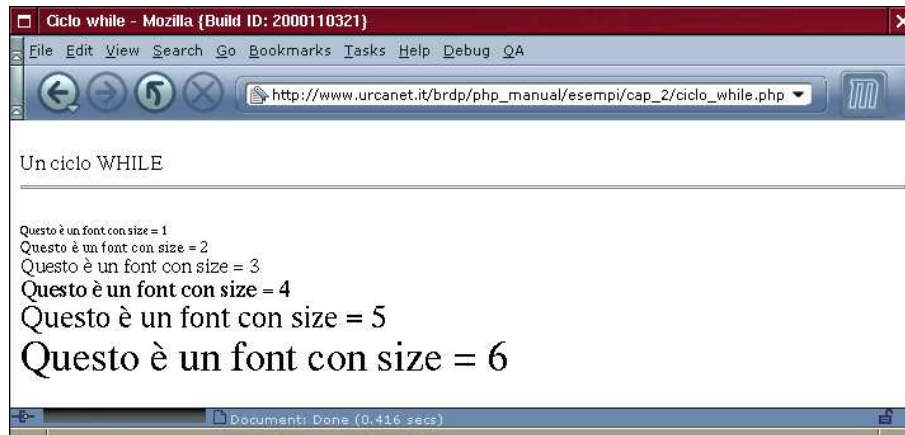 Ciclo while - Mozilla {Build ID: 2000110321}
File Edit View Search Go Bookmarks Tasks Help Debug QA
http://www.urcanet.it/brdp/php_manual/esempi/cap_2/ciclo_while.php
Un ciclo WHILE
Questo è un font con size = 1
Questo è un font con size = 2
Questo è un font con size = 3
Questo è un font con size = 4
Questo è un font con size = 5
Questo è un font con size = 6
Document: Done (0.416 secs)